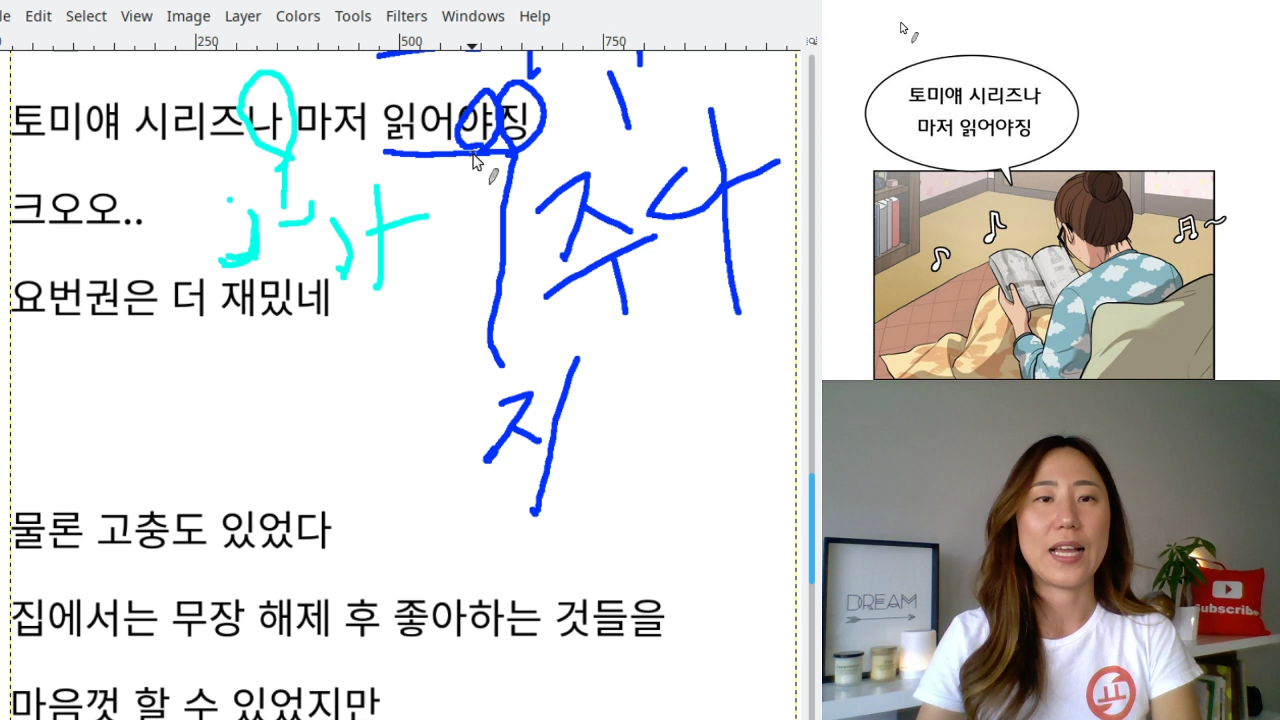 le Edit Select View Image Layer Colors Tools Filters Windows Help
250 500 750
토미얘 시리즈나 마저 읽어야징
크오오..
요번권은 더 재밌네
주나
지
물론 고충도 있었다
집에서는 무장 해제 후 좋아하는 것들을
마음껏 할 수 있었지만
토미얘 시리즈나
마저 읽어야징
DREAM
Subscribe